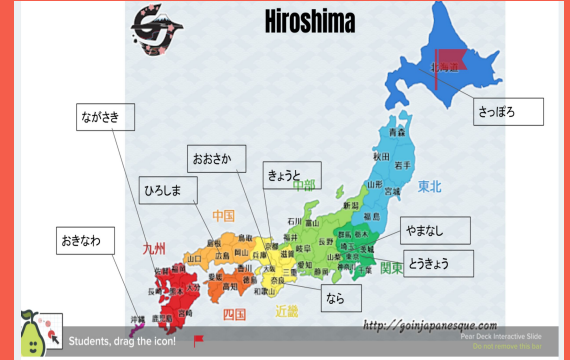 Hiroshima
北海道
さっぽろ
ながさき
青森
おおさか
秋田
岩手
きょうと
中部
山形
宮城
東北
ひろしま
新潟
中国
石川
富山
福島
おきなわ
やまなし
群馬
栃木
九州
島根
鳥取
京都
福井
長野
埼玉
茨城
山口
広島
岡山
兵庫
滋賀
岐阜
山梨
東京
とうきょう
佐賀
福岡
愛媛
香川
大阪
愛知
静岡
神奈川
千葉
関東
長崎
熊本
大分
高知
徳島
奈良
三重
なら
和歌山
四国
近畿
沖縄
鹿児島
宮崎
http://goinjapanesque.com
Students, drag the icon!
Pear Deck Interactive Slide
Do not remove this bar